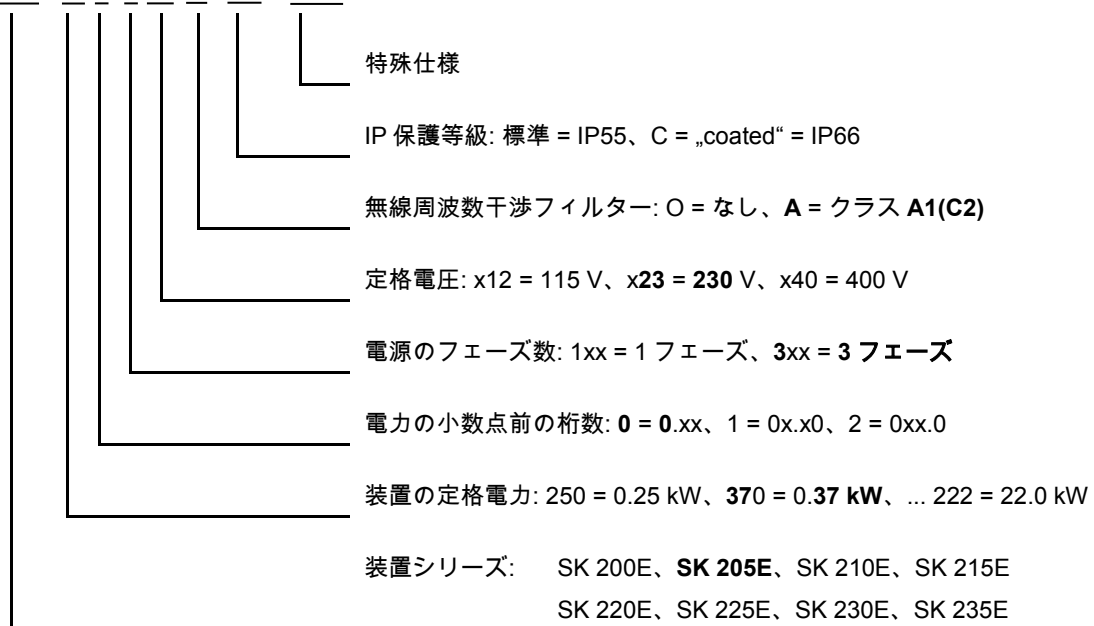 特殊仕様
IP 保護等級: 標準 = IP55、C = „coated“ = IP66
無線周波数干渉フィルター: O = なし、A = クラス A1(C2)
定格電圧: x12 = 115 V、x23 = 230 V、x40 = 400 V
電源のフェーズ数: 1xx = 1 フェーズ、3xx = 3 フェーズ
電力の小数点前の桁数: 0 = 0.xx、1 = 0x.x0、2 = 0xx.0
装置の定格電力: 250 = 0.25 kW、370 = 0.37 kW、... 222 = 22.0 kW
装置シリーズ: SK 200E、SK 205E、SK 210E、SK 215E
SK 220E、SK 225E、SK 230E、SK 235E